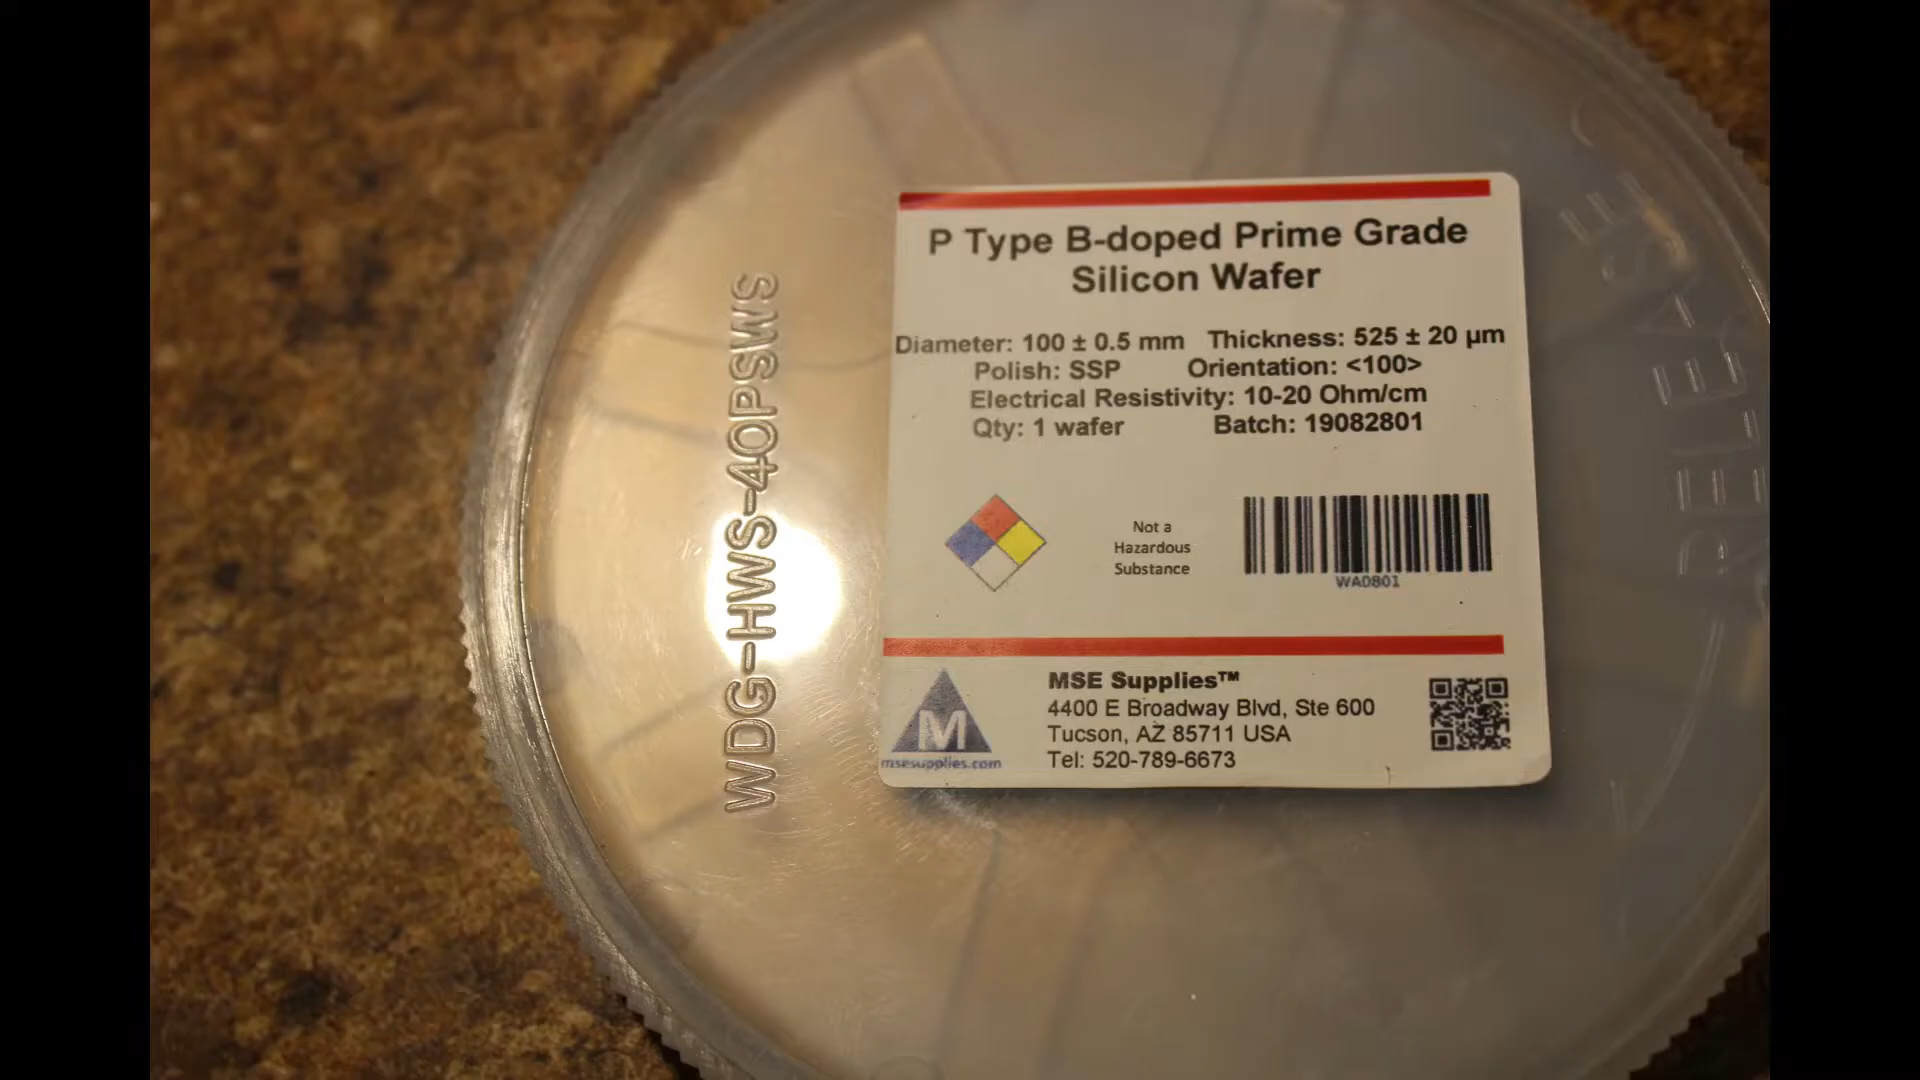 P Type B-doped Prime Grade
Silicon Wafer
Diameter: 100 ± 0.5 mm Thickness: 525 ± 20 µm
Polish: SSP Orientation: <100>
Electrical Resistivity: 10-20 Ohm/cm
Qty: 1 wafer Batch: 19082801
Not a
Hazardous
Substance
WA0801
MSE Supplies™
4400 E Broadway Blvd, Ste 600
Tucson, AZ 85711 USA
Tel: 520-789-6673
M
msesupplies.com
WDG-HWS-40PSWS
RELEASE